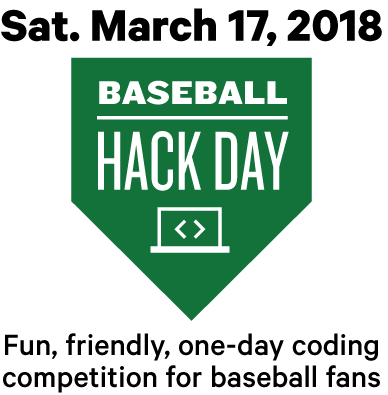 Sat. March 17, 2018
BASEBALL
HACK DAY
<>
Fun, friendly, one-day coding
competition for baseball fans